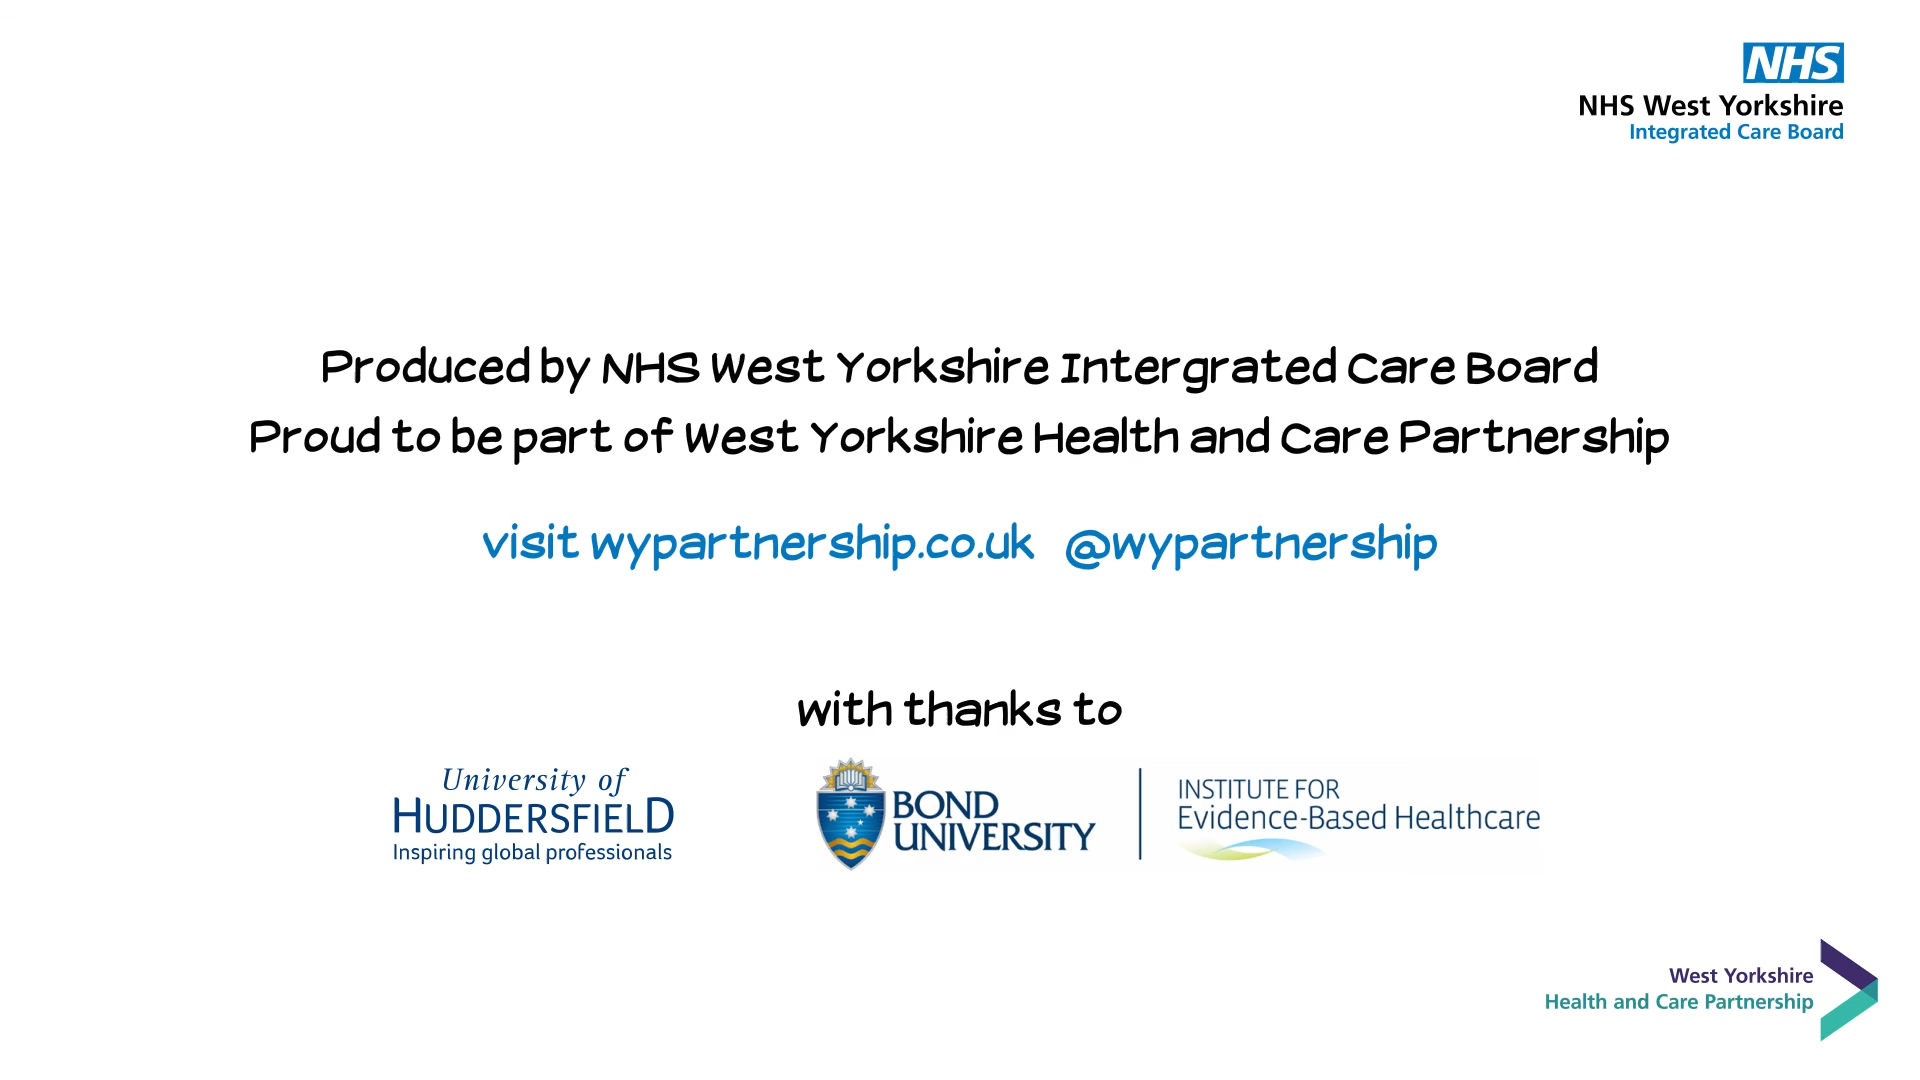 NHS
NHS West Yorkshire
Integrated Care Board
Produced by NHS West Yorkshire Intergrated Care Board
Proud to be part of West Yorkshire Health and Care Partnership
visit wypartnership.co.uk @wypartnership
with thanks to
University of
HUDDERSFIELD
Inspiring global professionals
BOND
UNIVERSITY
INSTITUTE FOR
Evidence-Based Healthcare
West Yorkshire
Health and Care Partnership